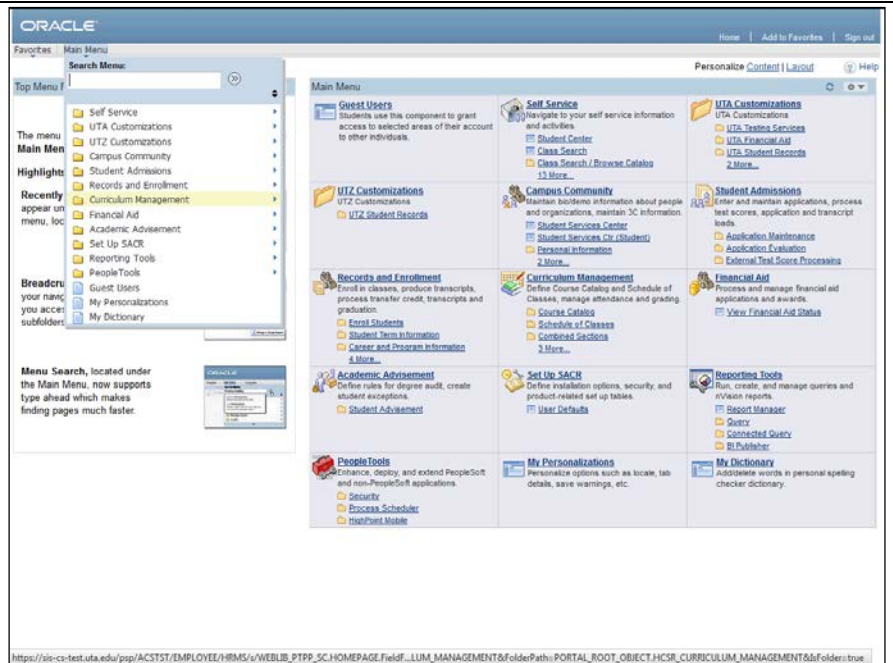 ORACLE
Home | Add to Favorites | Sign out
Favorites Main Menu
Personalize Content | Layout Help
Search Menu:
Top Menu F
Self Service
UTA Customizations
UTZ Customizations
Campus Community
Student Admissions
Records and Enrollment
Curriculum Management
Financial Aid
Academic Advisement
Set Up SACR
Reporting Tools
PeopleTools
Guest Users
My Personalizations
My Dictionary
The menu
Main Men
Highlights
Recently
appear un
menu, loc
Breadcru
your navig
you acces
subfolders
Menu Search, located under
the Main Menu, now supports
type ahead which makes
finding pages much faster.
Main Menu
Guest Users
Students use this component to grant
access to selected areas of their account
to other individuals.
Self Service
Navigate to your self service information
and activities.
Student Center
Class Search
Class Search / Browse Catalog
13 More...
UTA Customizations
UTA Customizations
UTA Testing Services
UTA Financial Aid
UTA Student Records
2 More...
UTZ Customizations
UTZ Customizations
UTZ Student Records
Campus Community
Maintain bio/demo information about people
and organizations, maintain 3C information.
Student Services Center
Student Services Ctr (Student)
Personal Information
2 More...
Student Admissions
Enter and maintain applications, process
test scores, application and transcript
loads.
Application Maintenance
Application Evaluation
External Test Score Processing
Records and Enrollment
Enroll in classes, produce transcripts,
process transfer credit, transcripts and
graduation.
Enroll Students
Student Term Information
Career and Program Information
4 More...
Curriculum Management
Define Course Catalog and Schedule of
Classes, manage attendance and grading.
Course Catalog
Schedule of Classes
Combined Sections
3 More...
Financial Aid
Process and manage financial aid
applications and awards.
View Financial Aid Status
Academic Advisement
Define rules for degree audit, create
student exceptions.
Student Advisement
Set Up SACR
Define installation options, security, and
product-related set up tables.
User Defaults
Reporting Tools
Run, create, and manage queries and
nVision reports.
Report Manager
Query
Connected Query
BI Publisher
PeopleTools
Enhance, deploy, and extend PeopleSoft
and non-PeopleSoft applications.
Security
Process Scheduler
HighPoint Mobile
My Personalizations
Personalize options such as locale, tab
details, save warnings, etc.
My Dictionary
Add/delete words in personal spelling
checker dictionary.
https://sis-cs-test.uta.edu/psp/ACSTST/EMPLOYEE/HRMS/s/WEBLIB_PTPP_SC.HOMEPAGE.FieldF...LUM_MANAGEMENT&FolderPath=PORTAL_ROOT_OBJECT.HCSR_CURRICULUM_MANAGEMENT&IsFolder=true